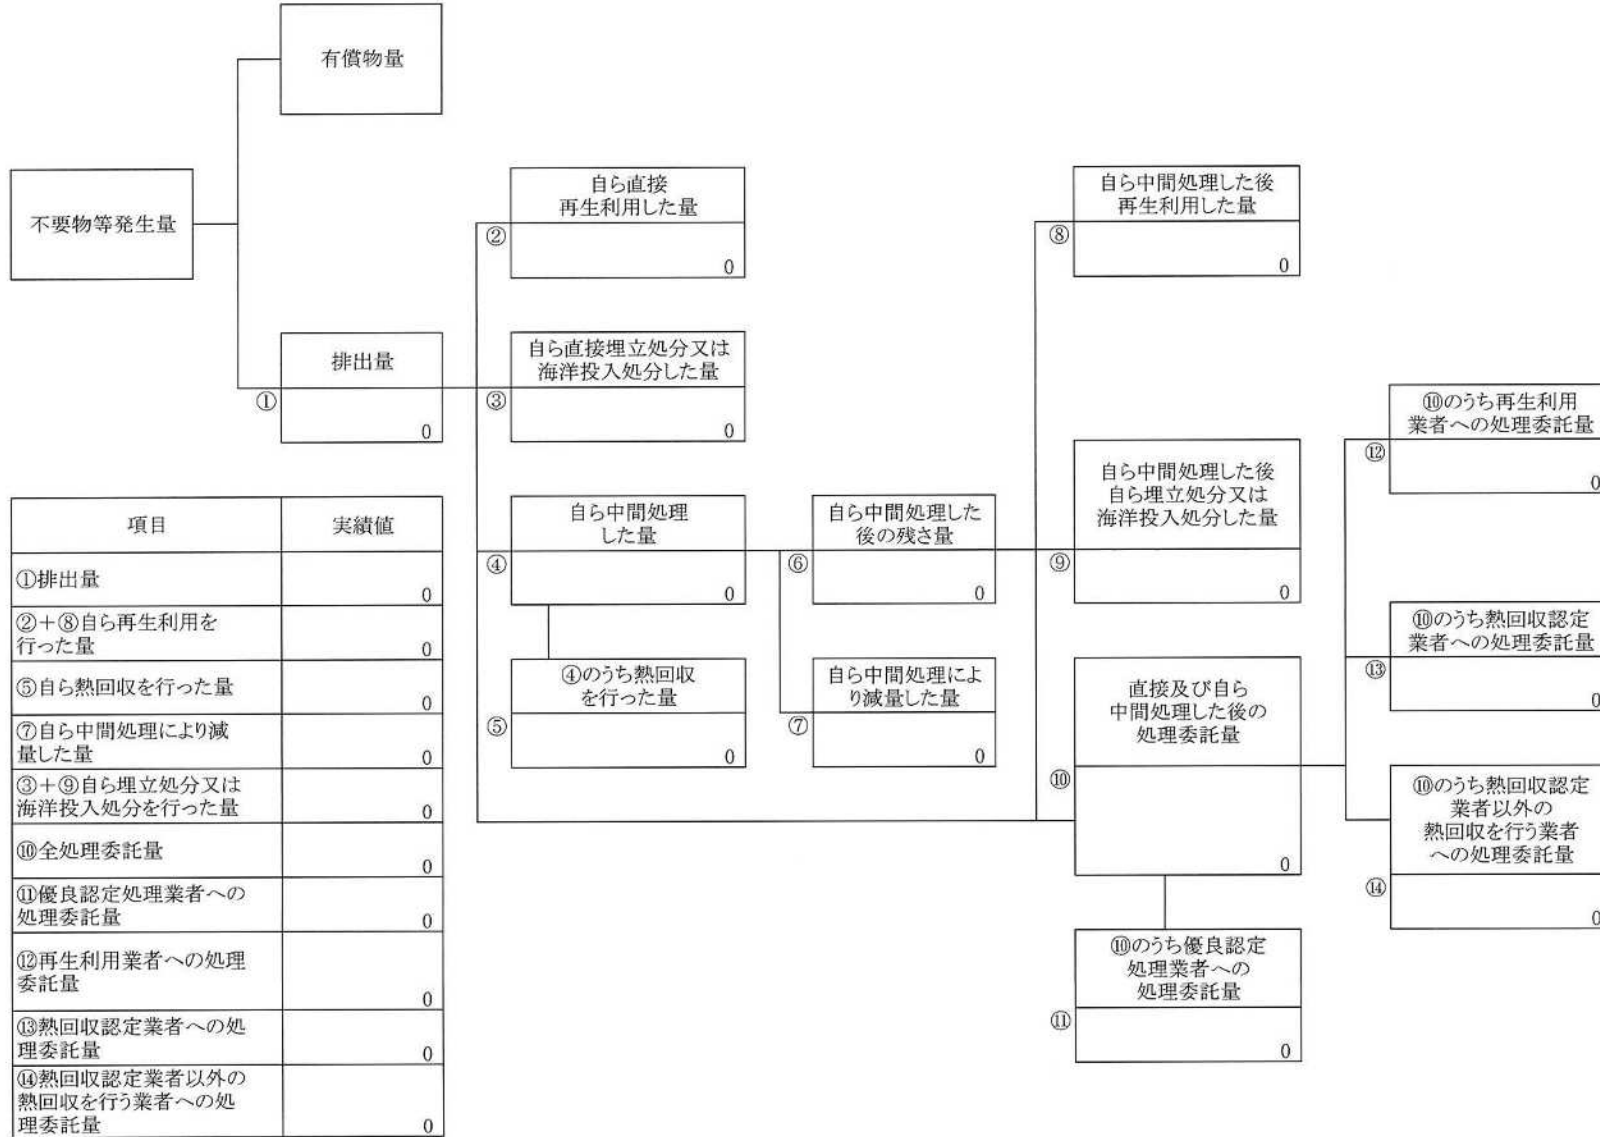 有償物量
不要物等発生量
自ら直接
再生利用した量
②
0
自ら中間処理した後
再生利用した量
⑧
0
排出量
①
0
自ら直接埋立処分又は
海洋投入処分した量
③
0
⑩のうち再生利用
業者への処理委託量
⑫
0
自ら中間処理した後
自ら埋立処分又は
海洋投入処分した量
⑨
0
自ら中間処理
した量
④
0
自ら中間処理した
後の残さ量
⑥
0
⑩のうち熱回収認定
業者への処理委託量
⑬
0
④のうち熱回収
を行った量
⑤
0
自ら中間処理によ
り減量した量
⑦
0
直接及び自ら
中間処理した後の
処理委託量
⑩
0
⑩のうち熱回収認定
業者以外の
熱回収を行う業者
への処理委託量
⑭
0
⑩のうち優良認定
処理業者への
処理委託量
⑪
0
項目 実績値
①排出量
0
②+⑧自ら再生利用を
行った量 0
⑤自ら熱回収を行った量
0
⑦自ら中間処理により減
量した量 0
③+⑨自ら埋立処分又は
海洋投入処分を行った量 0
⑩全処理委託量
0
⑪優良認定処理業者への
処理委託量 0
⑫再生利用業者への処理
委託量
0
⑬熱回収認定業者への処
理委託量 0
⑭熱回収認定業者以外の
熱回収を行う業者への処
理委託量 0